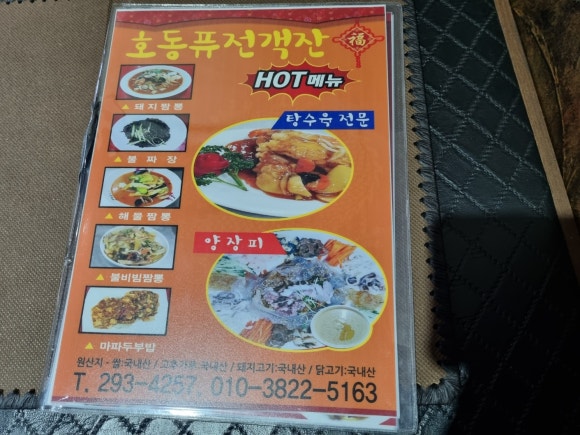 호동퓨전객잔
福
HOT메뉴
▲ 돼지짬뽕
탕수육 전문
▲ 불짜장
▲ 해물짬뽕
양장피
▲ 불비빔짬뽕
▲ 마파두부밥
원산지 - 쌀:국내산 / 고추가루:국내산 / 돼지고기:국내산 / 닭고기:국내산
T. 293-4257, 010-3822-5163